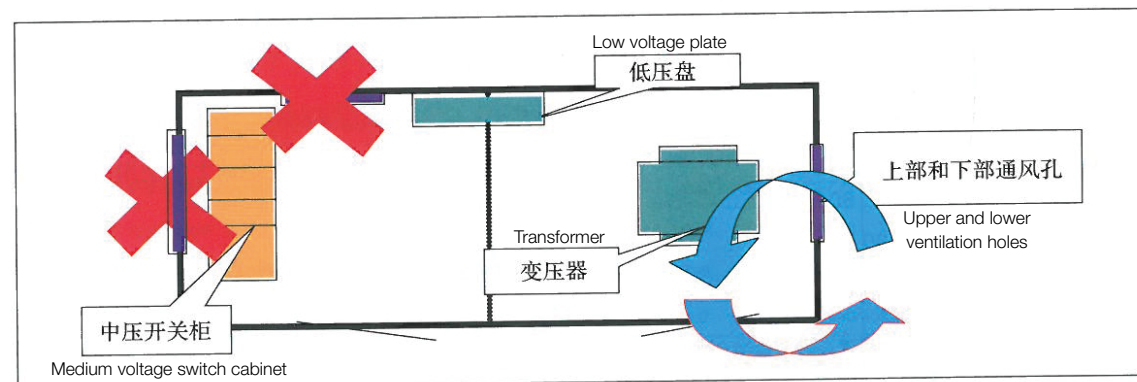 Low voltage plate
低压盘
上部和下部通风孔
Upper and lower
ventilation holes
Transformer
变压器
中压开关柜
Medium voltage switch cabinet